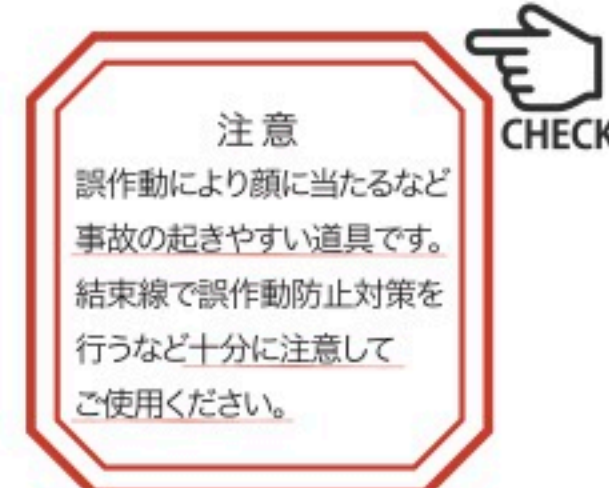 CHECK
注意
誤作動により顔に当たるなど
事故の起きやすい道具です。
結束線で誤作動防止対策を
行うなど十分に注意して
ご使用ください。